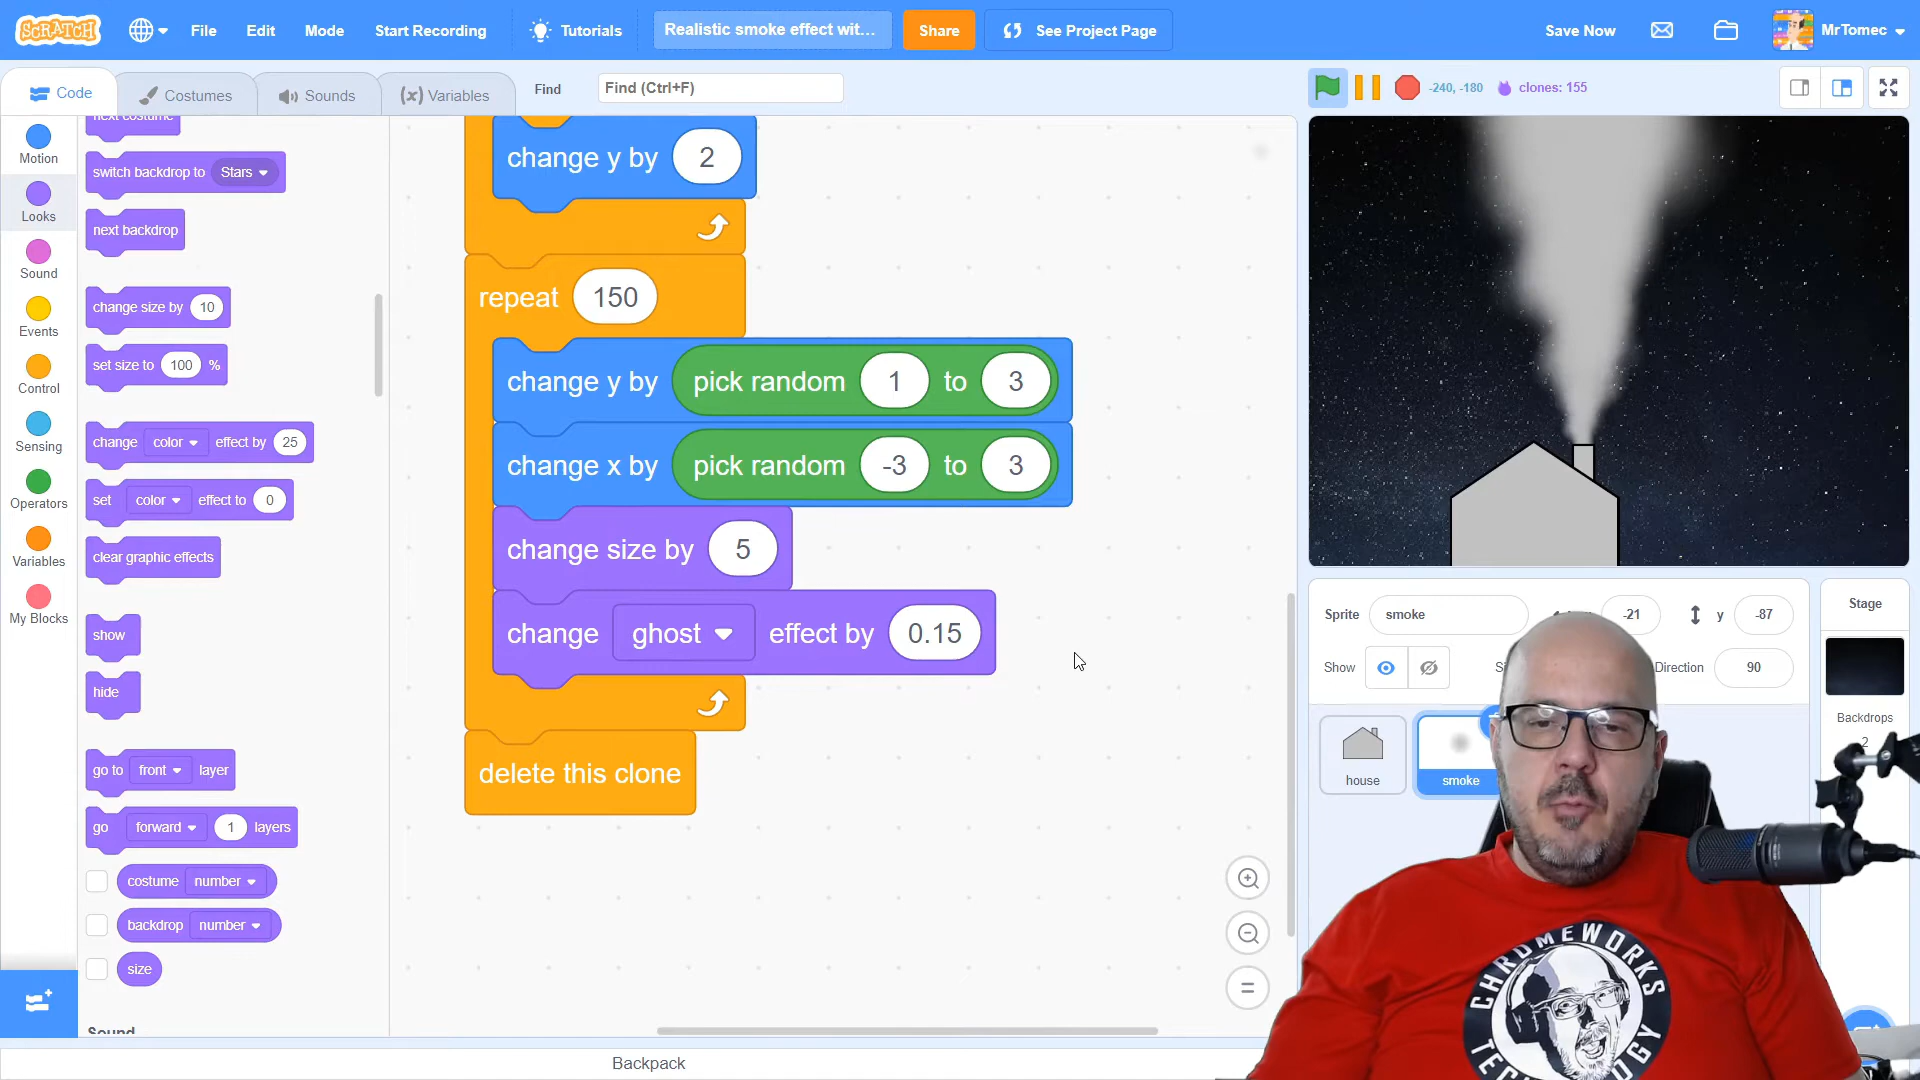 SCRATCH
File
Edit
Mode
Start Recording
Tutorials
Realistic smoke effect wit...
Share
See Project Page
Save Now
MrTomec
Code
Costumes
Sounds
(x) Variables
Find
Find (Ctrl+F)
-240, -180
clones: 155
Motion
Looks
Sound
Events
Control
Sensing
Operators
Variables
My Blocks
next costume
switch backdrop to Stars
next backdrop
change size by 10
set size to 100 %
change color effect by 25
set color effect to 0
clear graphic effects
show
hide
go to front layer
go forward 1 layers
costume number
backdrop number
size
Sound
change y by 2
repeat 150
change y by pick random 1 to 3
change x by pick random -3 to 3
change size by 5
change ghost effect by 0.15
delete this clone
Backpack
Sprite smoke -21 y -87
Show Direction 90
house
smoke
Stage
Backdrops
2
CHROMEWORKS